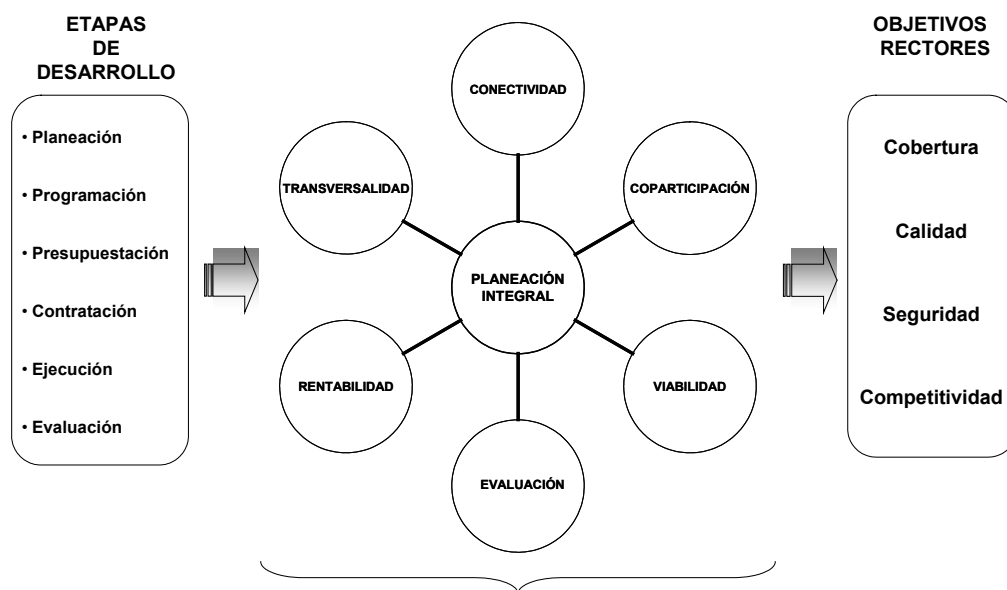 ETAPAS
DE
DESARROLLO
• Planeación
• Programación
• Presupuestación
• Contratación
• Ejecución
• Evaluación
CONECTIVIDAD
TRANSVERSALIDAD
COPARTICIPACIÓN
PLANEACIÓN
INTEGRAL
RENTABILIDAD
VIABILIDAD
EVALUACIÓN
OBJETIVOS
RECTORES
Cobertura
Calidad
Seguridad
Competitividad